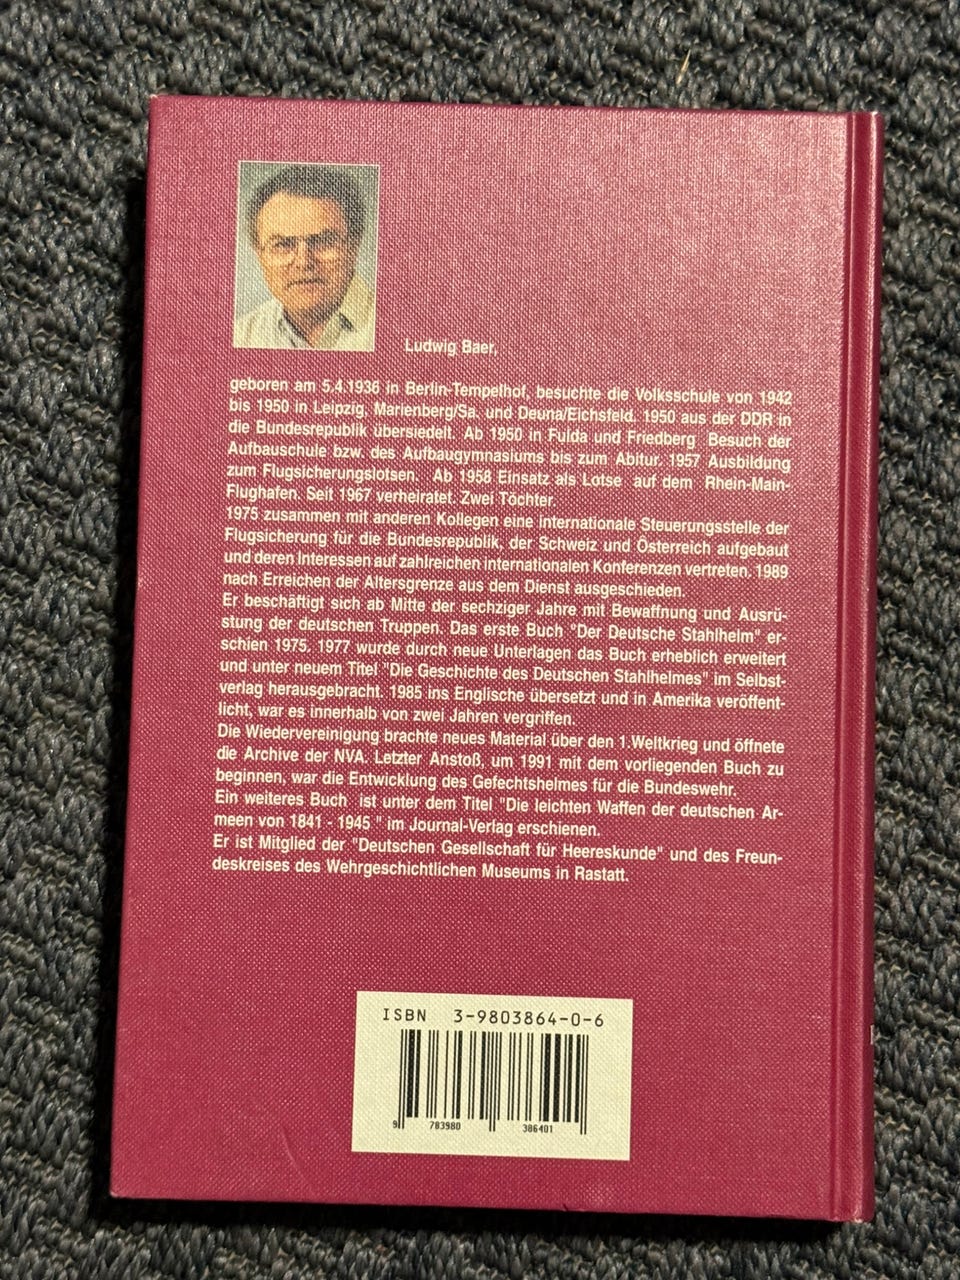 Ludwig Baer,
geboren am 5.4.1936 in Berlin-Tempelhof, besuchte die Volksschule von 1942
bis 1950 in Leipzig, Marienberg/Sa. und Deuna/Eichsfeld. 1950 aus der DDR in
die Bundesrepublik übersiedelt. Ab 1950 in Fulda und Friedberg Besuch der
Aufbauschule bzw. des Aufbaugymnasiums bis zum Abitur. 1957 Ausbildung
zum Flugsicherungslotsen. Ab 1958 Einsatz als Lotse auf dem Rhein-Main-
Flughafen. Seit 1967 verheiratet. Zwei Töchter.
1975 zusammen mit anderen Kollegen eine internationale Steuerungsstelle der
Flugsicherung für die Bundesrepublik, der Schweiz und Österreich aufgebaut
und deren Interessen auf zahlreichen internationalen Konferenzen vertreten. 1989
nach Erreichen der Altersgrenze aus dem Dienst ausgeschieden.
Er beschäftigt sich ab Mitte der sechziger Jahre mit Bewaffnung und Ausrü-
stung der deutschen Truppen. Das erste Buch "Der Deutsche Stahlhelm" er-
schien 1975. 1977 wurde durch neue Unterlagen das Buch erheblich erweitert
und unter neuem Titel "Die Geschichte des Deutschen Stahlhelmes" im Selbst-
verlag herausgebracht. 1985 ins Englische übersetzt und in Amerika veröffent-
licht, war es innerhalb von zwei Jahren vergriffen.
Die Wiedervereinigung brachte neues Material über den 1.Weltkrieg und öffnete
die Archive der NVA. Letzter Anstoß, um 1991 mit dem vorliegenden Buch zu
beginnen, war die Entwicklung des Gefechtshelmes für die Bundeswehr.
Ein weiteres Buch ist unter dem Titel "Die leichten Waffen der deutschen Ar-
meen von 1841 - 1945 " im Journal-Verlag erschienen.
Er ist Mitglied der "Deutschen Gesellschaft für Heereskunde" und des Freun-
deskreises des Wehrgeschichtlichen Museums in Rastatt.
ISBN 3-9803864-0-6
9 783980 386401